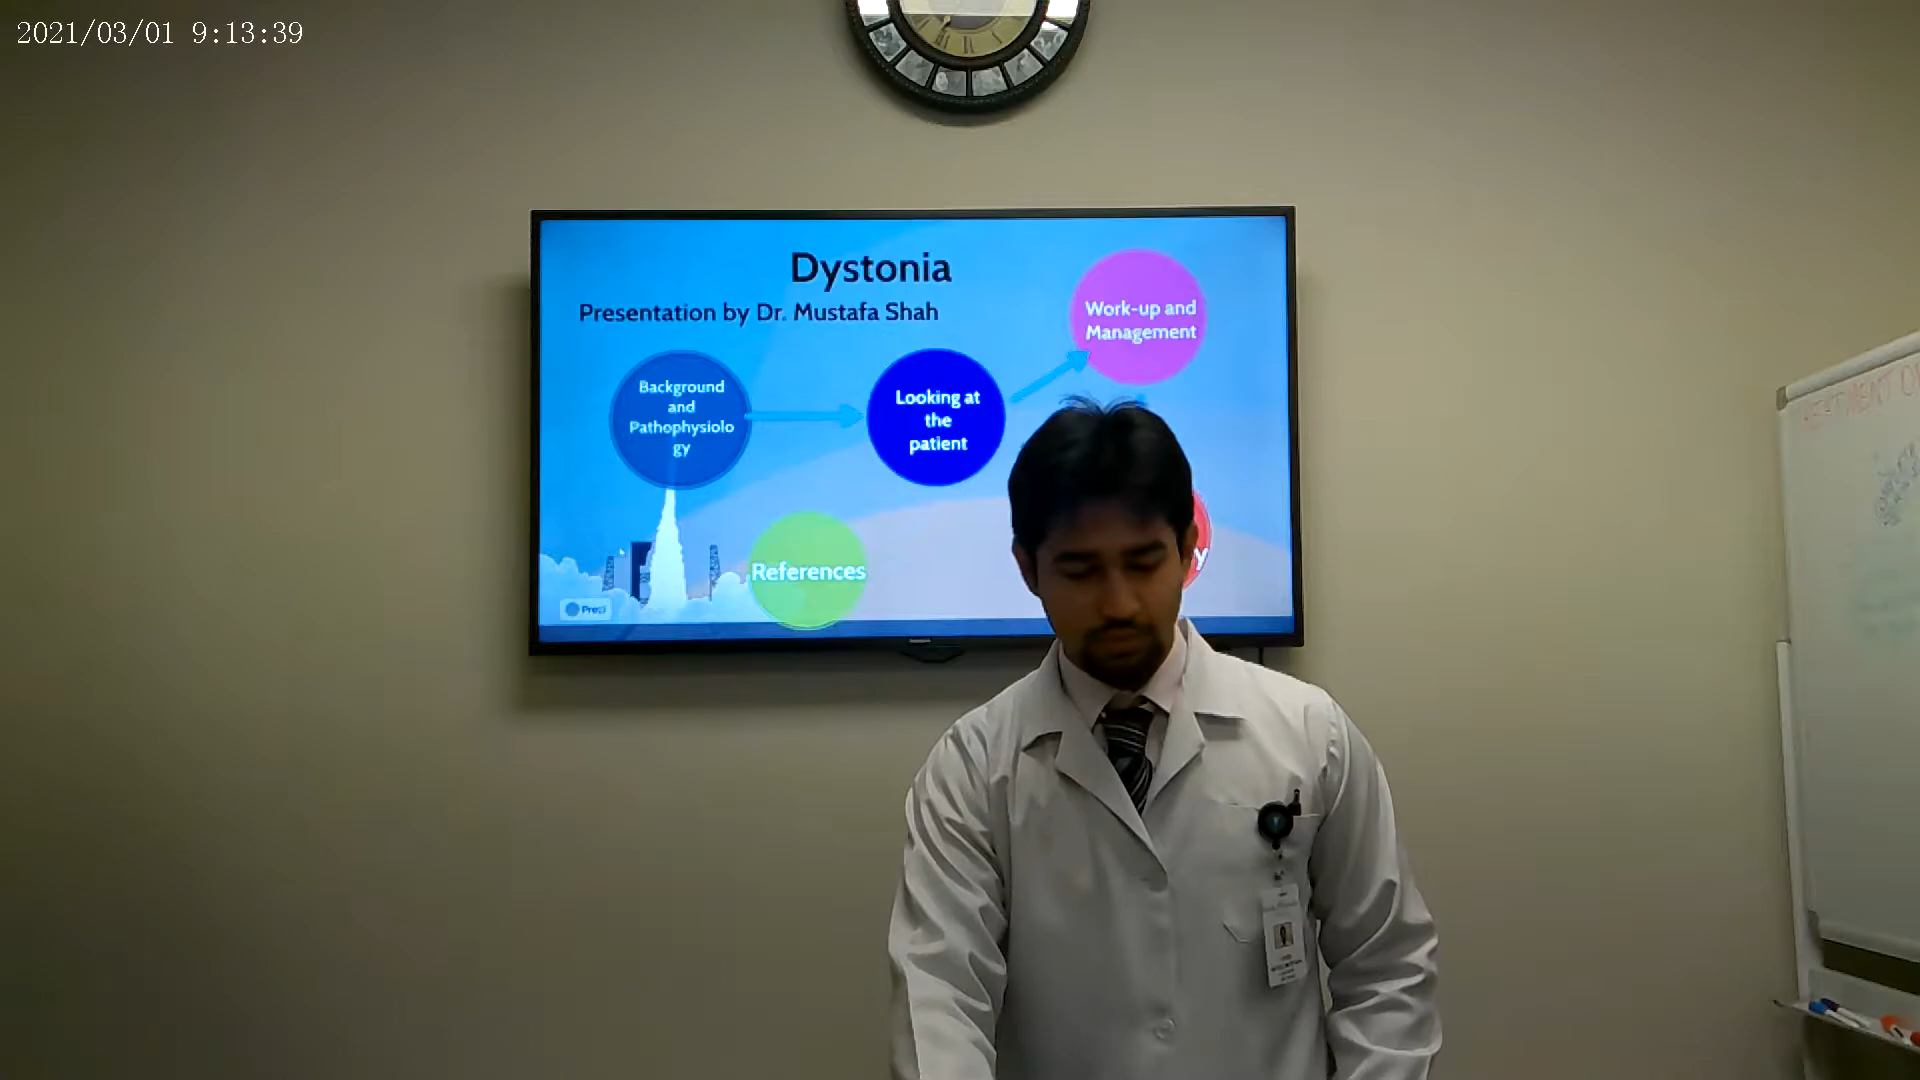 2021/03/01 9:13:39
Dystonia
Presentation by Dr. Mustafa Shah
Work-up and
Management
Background
and
Pathophysiolo
gy
Looking at
the
patient
References
y
Prezi